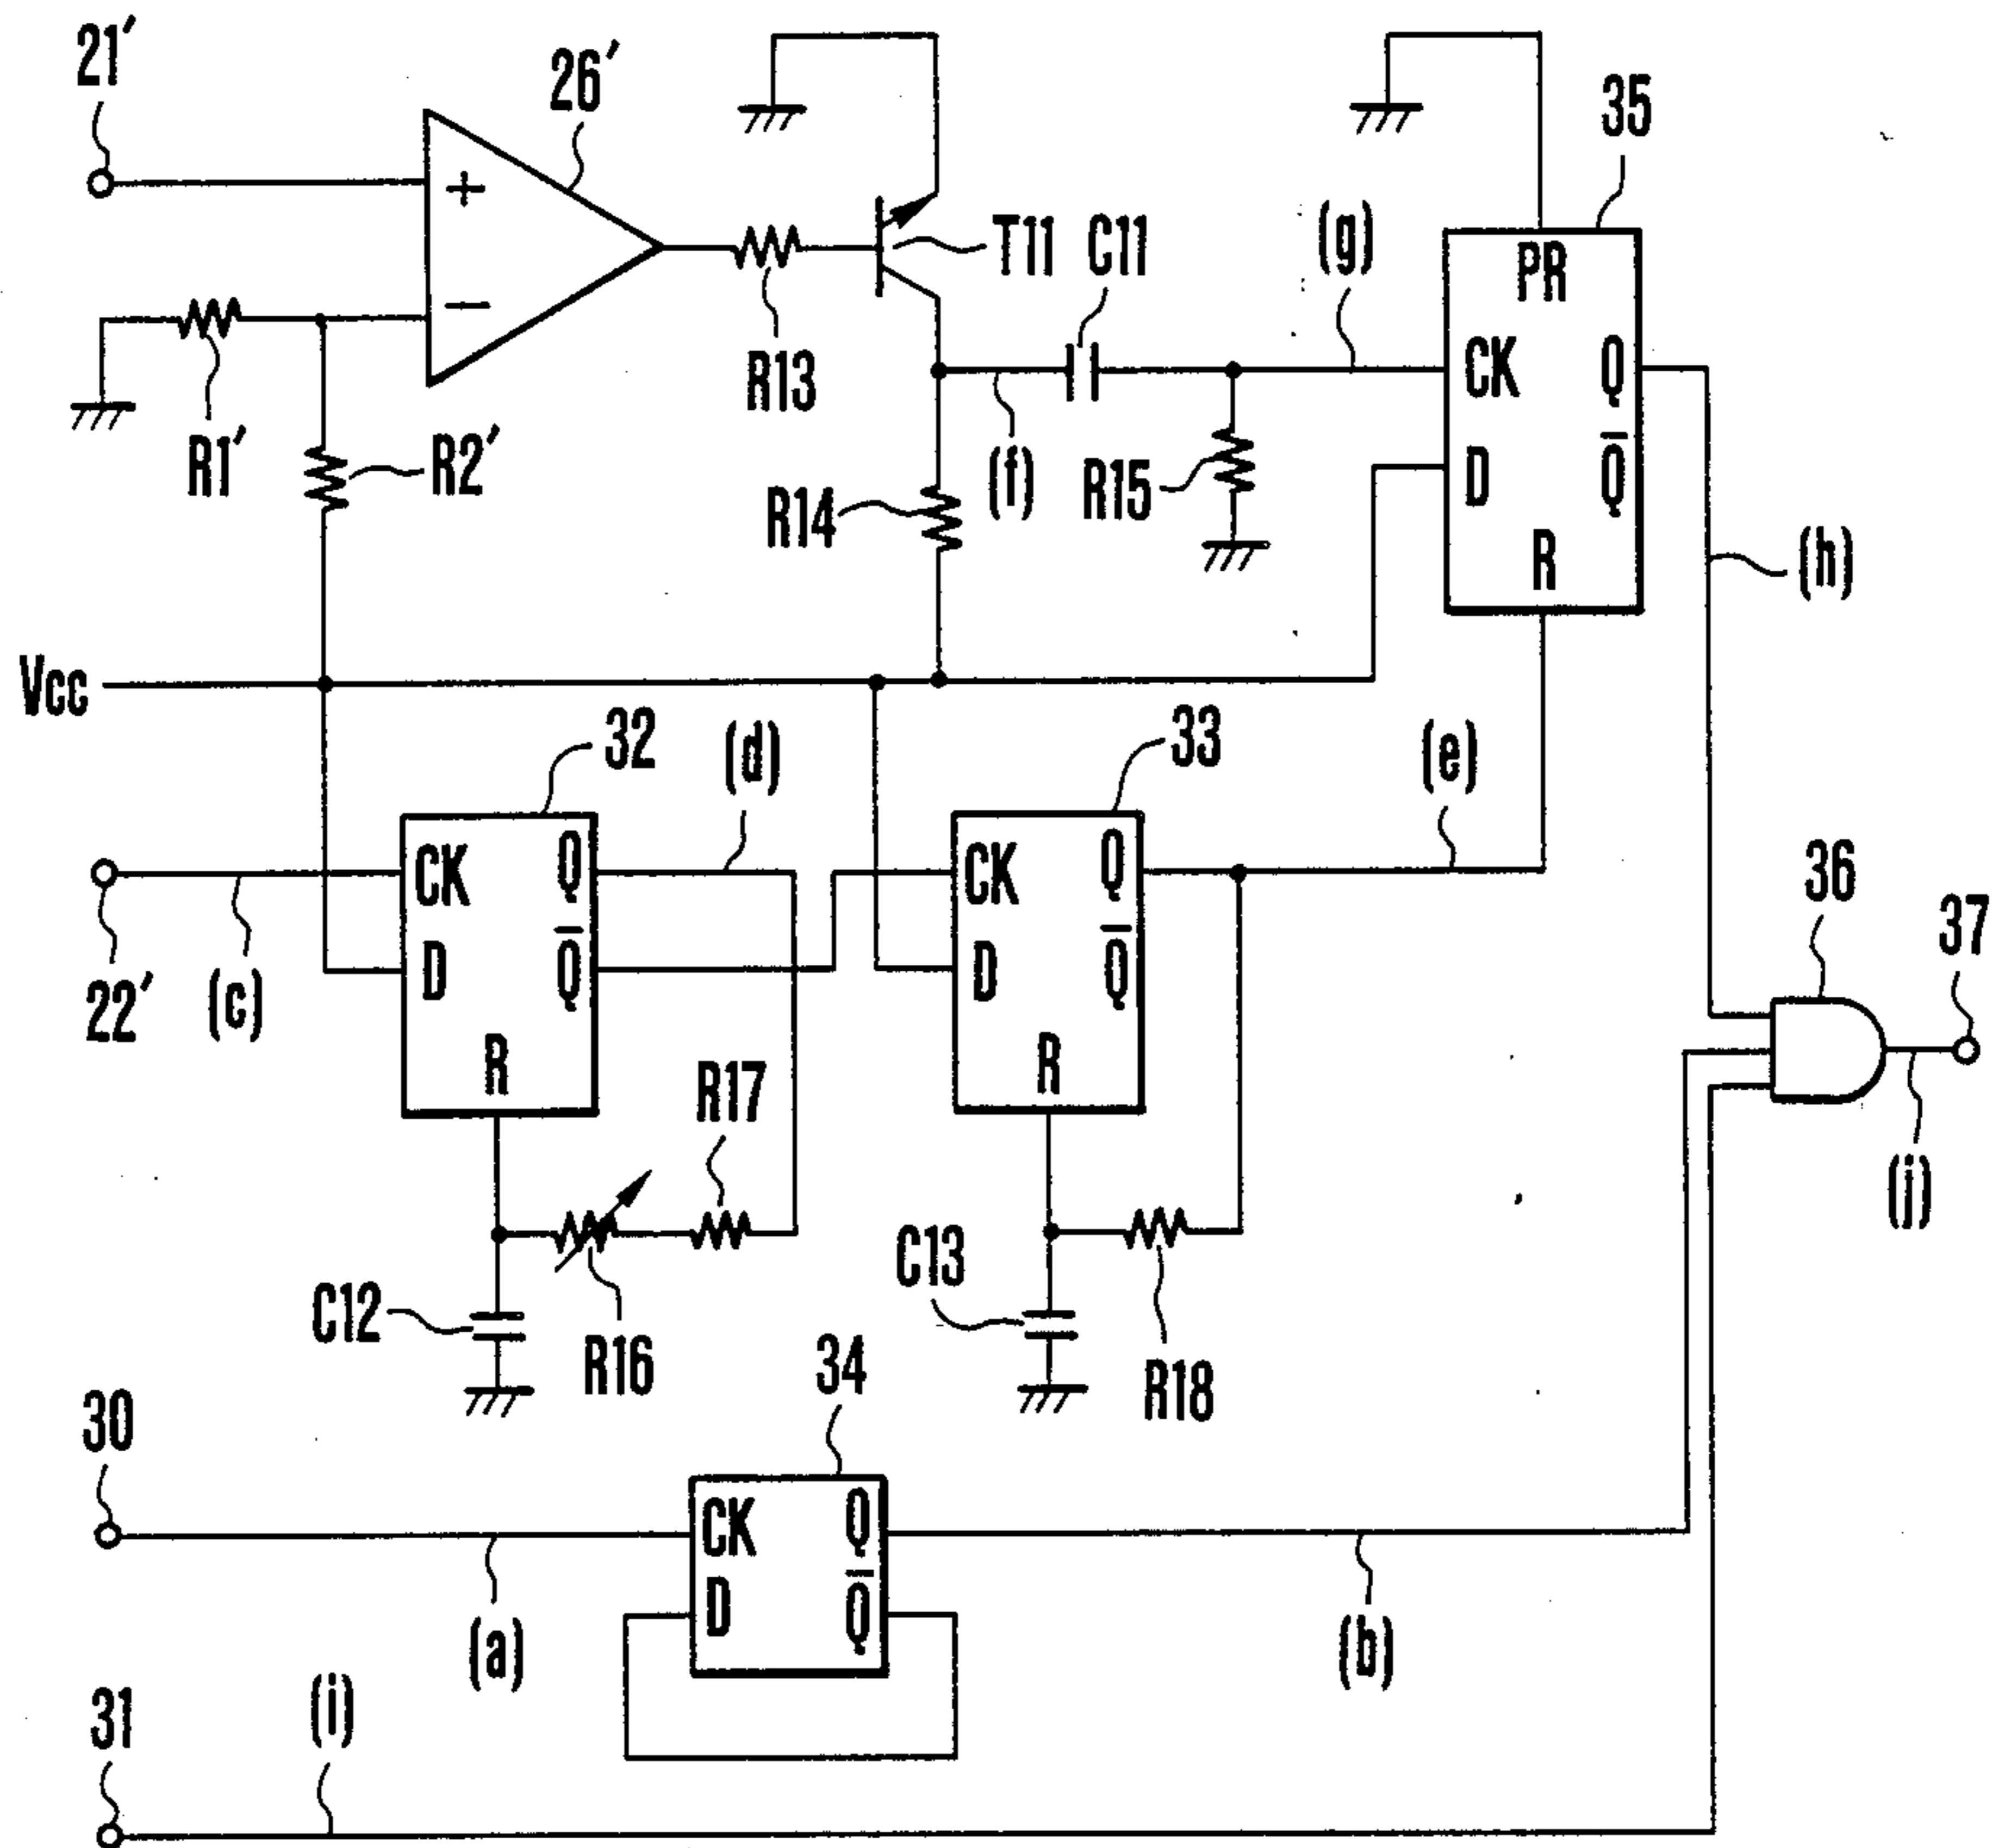 21′
26′
35
+
−
T11
C11
(g)
PR
CK
Q
Q̅
D
R
R13
R1′
R2′
R14
(f)
R15
(h)
Vcc
32
(d)
33
(e)
CK
Q
Q̅
D
R
CK
Q
Q̅
D
R
36
37
22′
(c)
R17
(j)
C12
R16
C13
R18
30
34
CK
Q
D
Q̅
(a)
(b)
31
(i)